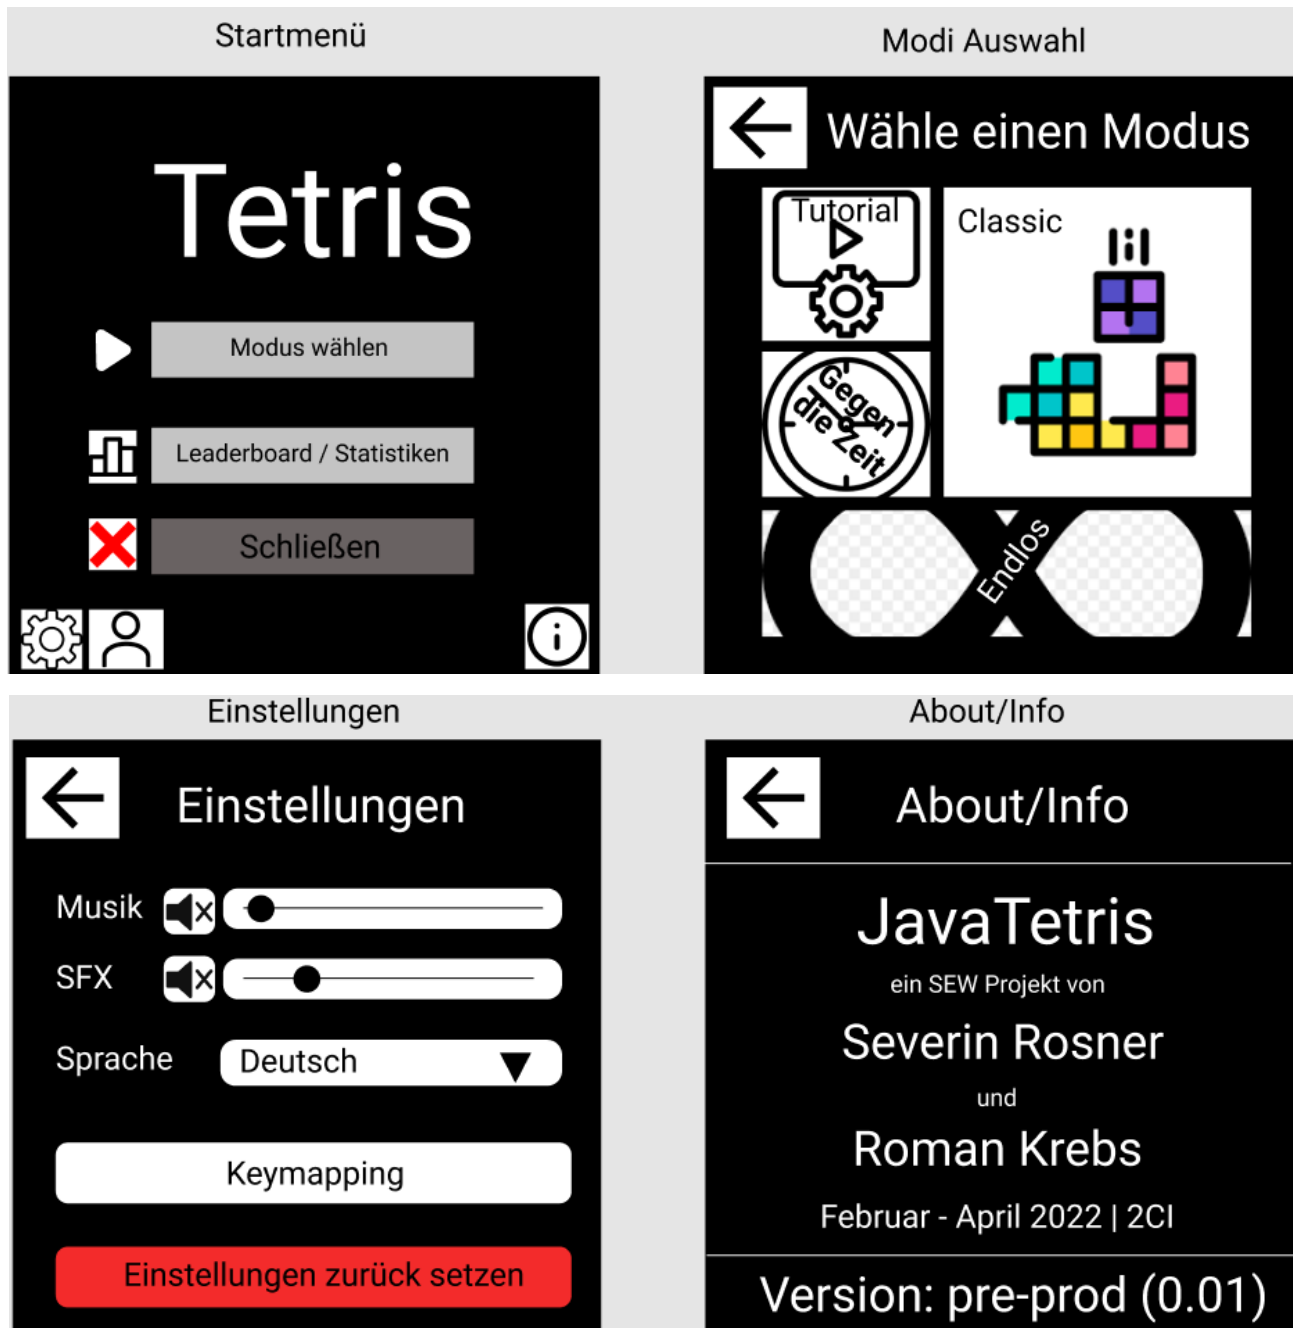 Startmenü
Tetris
Modus wählen
Leaderboard / Statistiken
Schließen
Modi Auswahl
Wähle einen Modus
Tutorial
Classic
Gegen
die Zeit
Endlos
Einstellungen
Einstellungen
Musik
SFX
Sprache
Deutsch
Keymapping
Einstellungen zurück setzen
About/Info
About/Info
JavaTetris
ein SEW Projekt von
Severin Rosner
und
Roman Krebs
Februar - April 2022 | 2CI
Version: pre-prod (0.01)